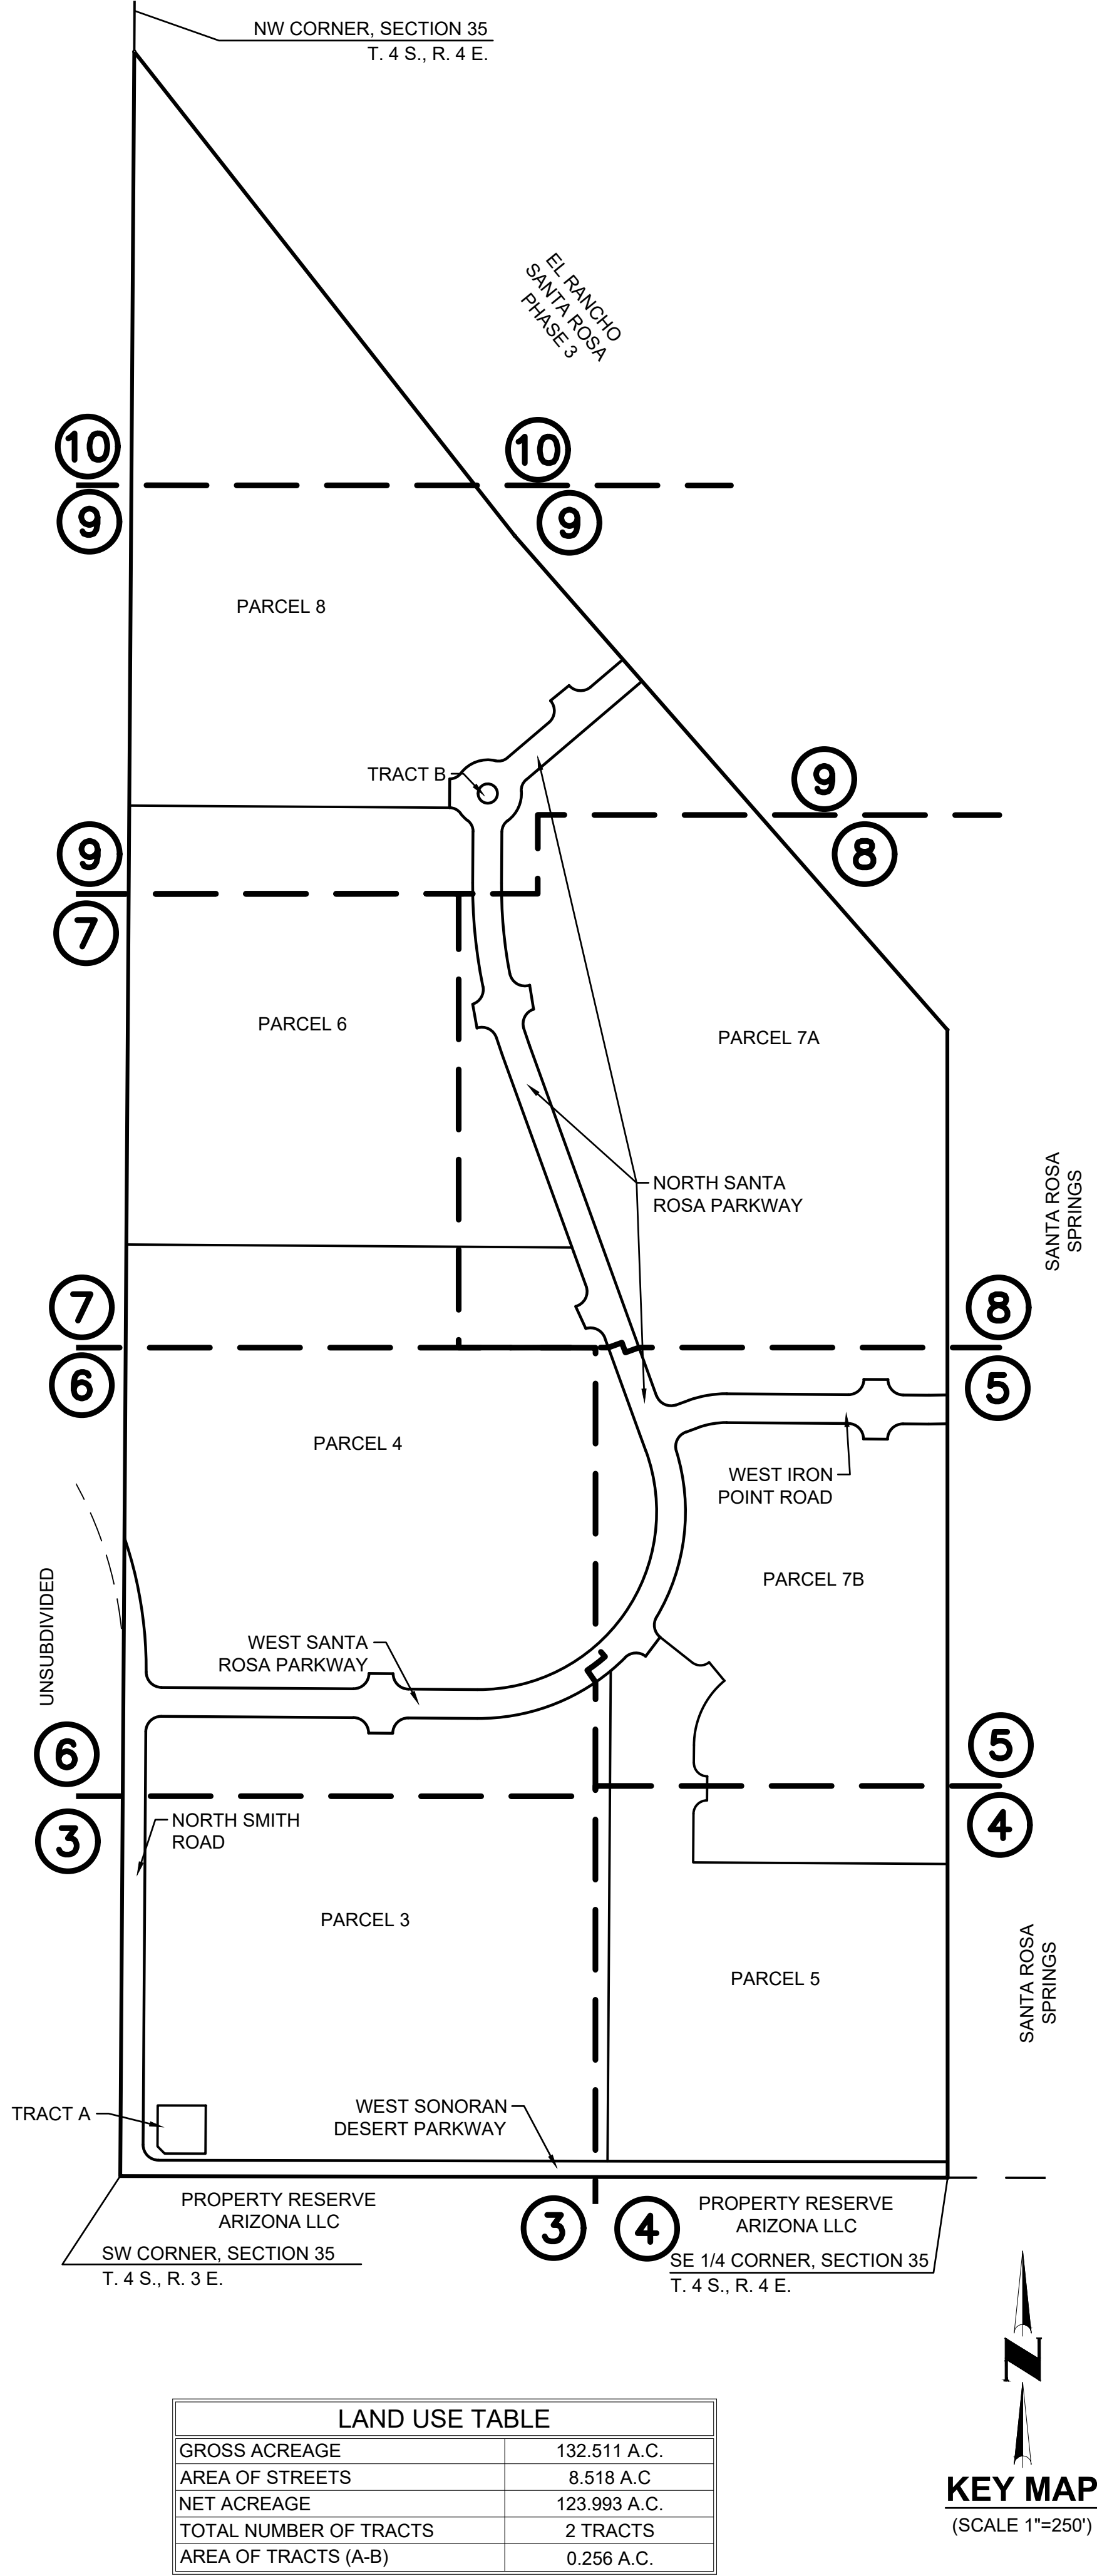 NW CORNER, SECTION 35
T. 4 S., R. 4 E.
EL RANCHO
SANTA ROSA
PHASE 3
10
10
9
9
PARCEL 8
TRACT B
9
9
8
7
PARCEL 6
PARCEL 7A
NORTH SANTA
ROSA PARKWAY
SANTA ROSA
SPRINGS
7
8
6
5
PARCEL 4
WEST IRON
POINT ROAD
PARCEL 7B
UNSUBDIVIDED
WEST SANTA
ROSA PARKWAY
6
5
3
4
NORTH SMITH
ROAD
PARCEL 3
PARCEL 5
SANTA ROSA
SPRINGS
TRACT A
WEST SONORAN
DESERT PARKWAY
PROPERTY RESERVE
ARIZONA LLC
3
4
PROPERTY RESERVE
ARIZONA LLC
SW CORNER, SECTION 35
T. 4 S., R. 3 E.
SE 1/4 CORNER, SECTION 35
T. 4 S., R. 4 E.
N
KEY MAP
(SCALE 1"=250')
LAND USE TABLE
GROSS ACREAGE 132.511 A.C.
AREA OF STREETS 8.518 A.C
NET ACREAGE 123.993 A.C.
TOTAL NUMBER OF TRACTS 2 TRACTS
AREA OF TRACTS (A-B) 0.256 A.C.